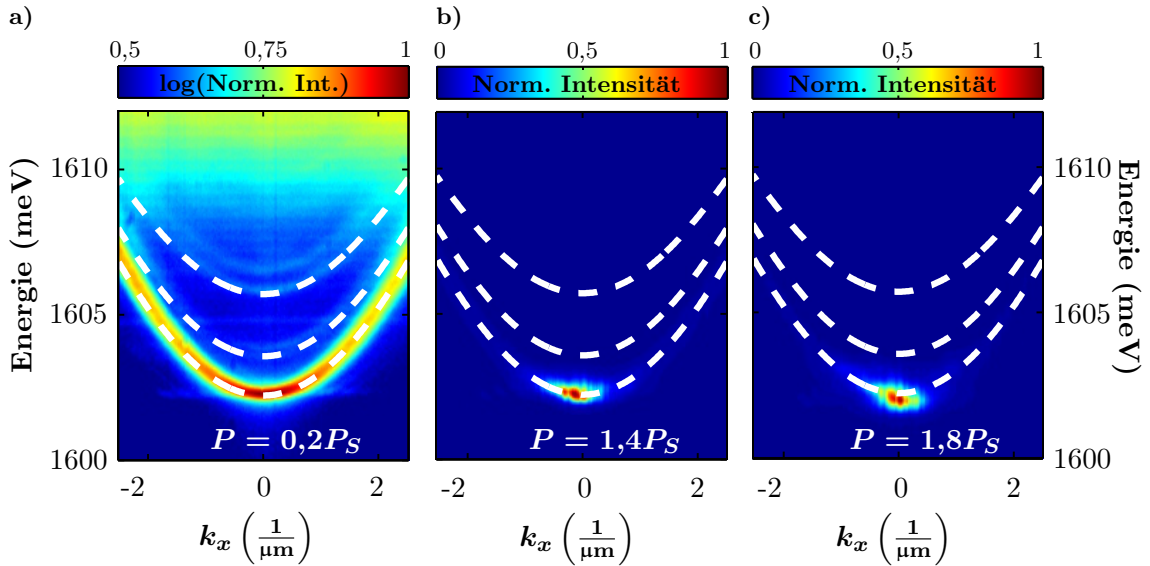 a) b) c)
0,5 0,75 1 0 0,5 1 0 0,5 1
log(Norm. Int.) Norm. Intensität Norm. Intensität
1610 1610
1605 1605
1600 1600
Energie (meV) Energie (meV)
P = 0,2P_S P = 1,4P_S P = 1,8P_S
-2 0 2 -2 0 2 -2 0 2
k_x (1/µm) k_x (1/µm) k_x (1/µm)